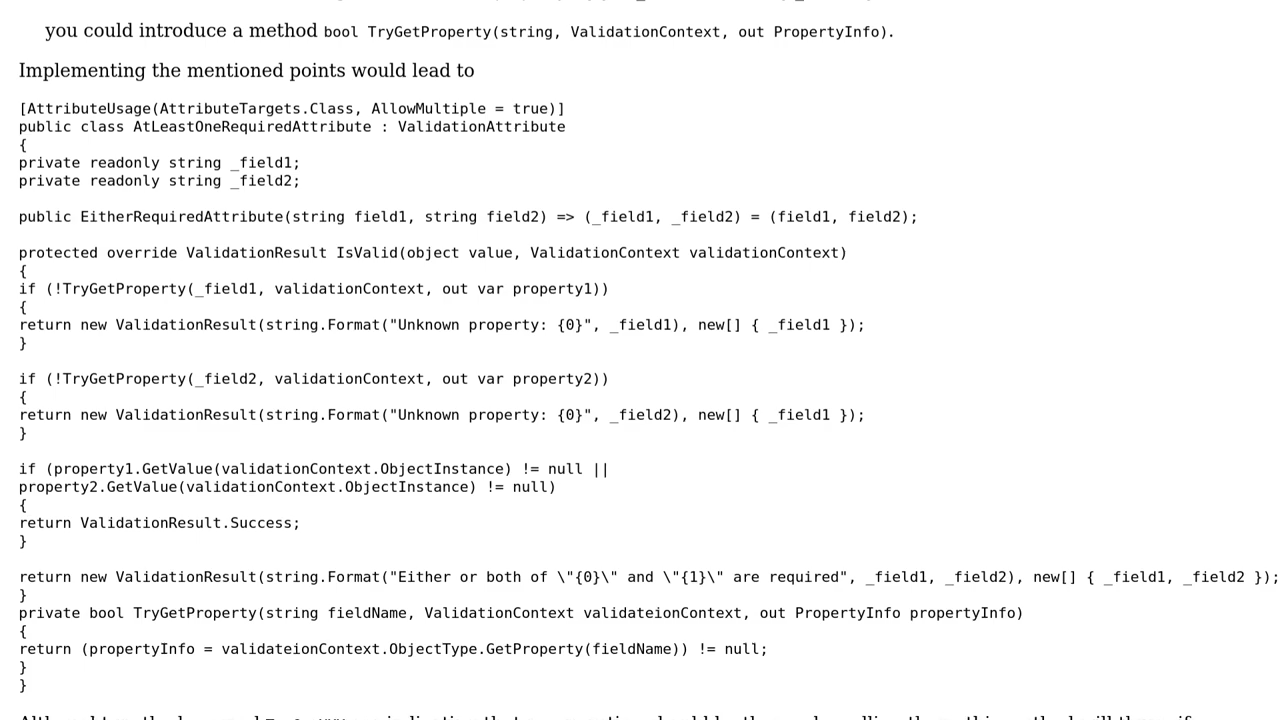 you could introduce a method bool TryGetProperty(string, ValidationContext, out PropertyInfo).
Implementing the mentioned points would lead to
[AttributeUsage(AttributeTargets.Class, AllowMultiple = true)]
public class AtLeastOneRequiredAttribute : ValidationAttribute
{
private readonly string _field1;
private readonly string _field2;
public EitherRequiredAttribute(string field1, string field2) => (_field1, _field2) = (field1, field2);
protected override ValidationResult IsValid(object value, ValidationContext validationContext)
{
if (!TryGetProperty(_field1, validationContext, out var property1))
{
return new ValidationResult(string.Format("Unknown property: {0}", _field1), new[] { _field1 });
}
if (!TryGetProperty(_field2, validationContext, out var property2))
{
return new ValidationResult(string.Format("Unknown property: {0}", _field2), new[] { _field1 });
}
if (property1.GetValue(validationContext.ObjectInstance) != null ||
property2.GetValue(validationContext.ObjectInstance) != null)
{
return ValidationResult.Success;
}
return new ValidationResult(string.Format("Either or both of \"{0}\" and \"{1}\" are required", _field1, _field2), new[] { _field1, _field2 });
}
private bool TryGetProperty(string fieldName, ValidationContext validateionContext, out PropertyInfo propertyInfo)
{
return (propertyInfo = validateionContext.ObjectType.GetProperty(fieldName)) != null;
}
}